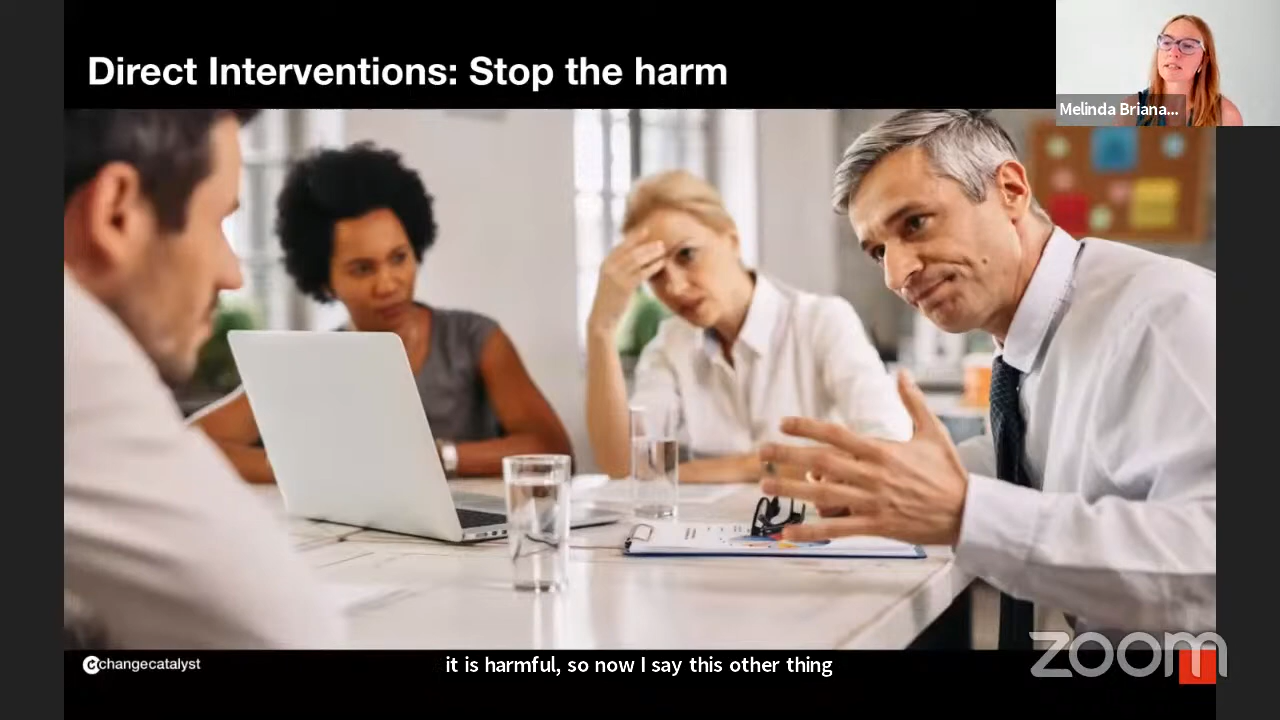 Direct Interventions: Stop the harm
Melinda Briana...
changecatalyst
it is harmful, so now I say this other thing
zoom